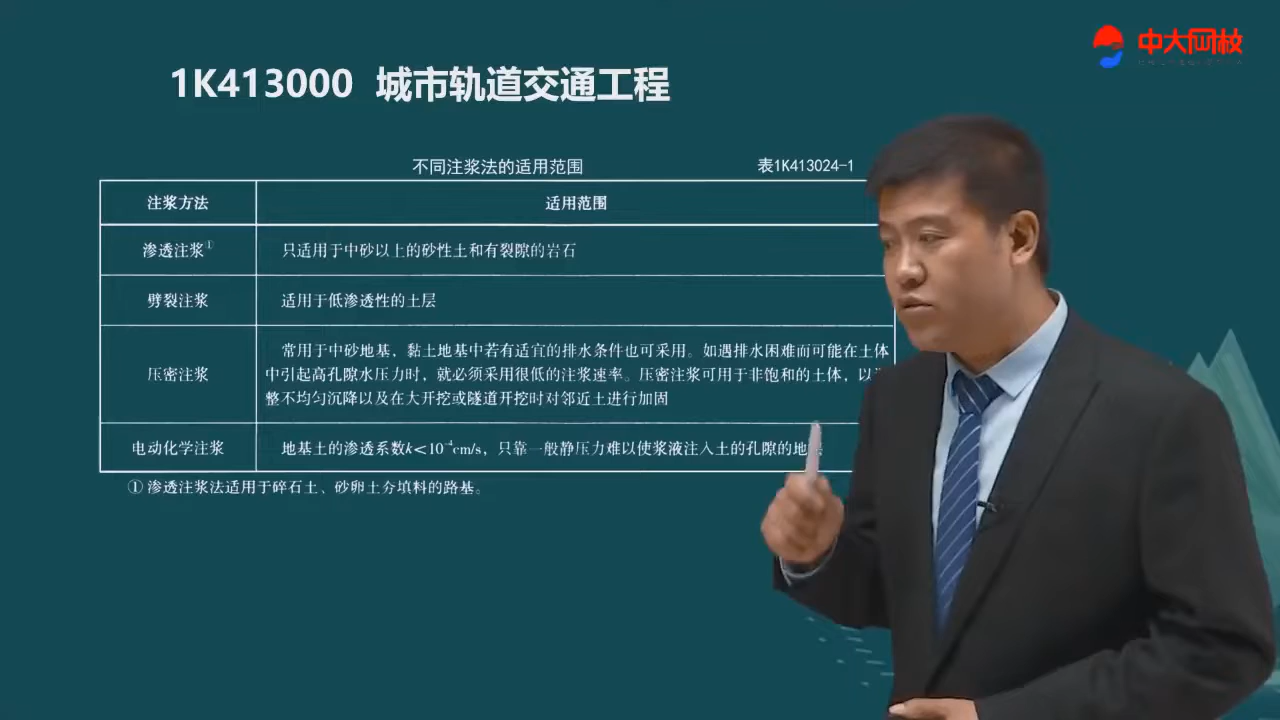 中大网校
1K413000 城市轨道交通工程
不同注浆法的适用范围 表1K413024-1
注浆方法 适用范围
渗透注浆① 只适用于中砂以上的砂性土和有裂隙的岩石
劈裂注浆 适用于低渗透性的土层
压密注浆 常用于中砂地基，黏土地基中若有适宜的排水条件也可采用。如遇排水困难而可能在土体
中引起高孔隙水压力时，就必须采用很低的注浆速率。压密注浆可用于非饱和的土体，以
整不均匀沉降以及在大开挖或隧道开挖时对邻近土进行加固
电动化学注浆 地基土的渗透系数k＜10⁻⁴cm/s，只靠一般静压力难以使浆液注入土的孔隙的地
① 渗透注浆法适用于碎石土、砂卵土夯填料的路基。